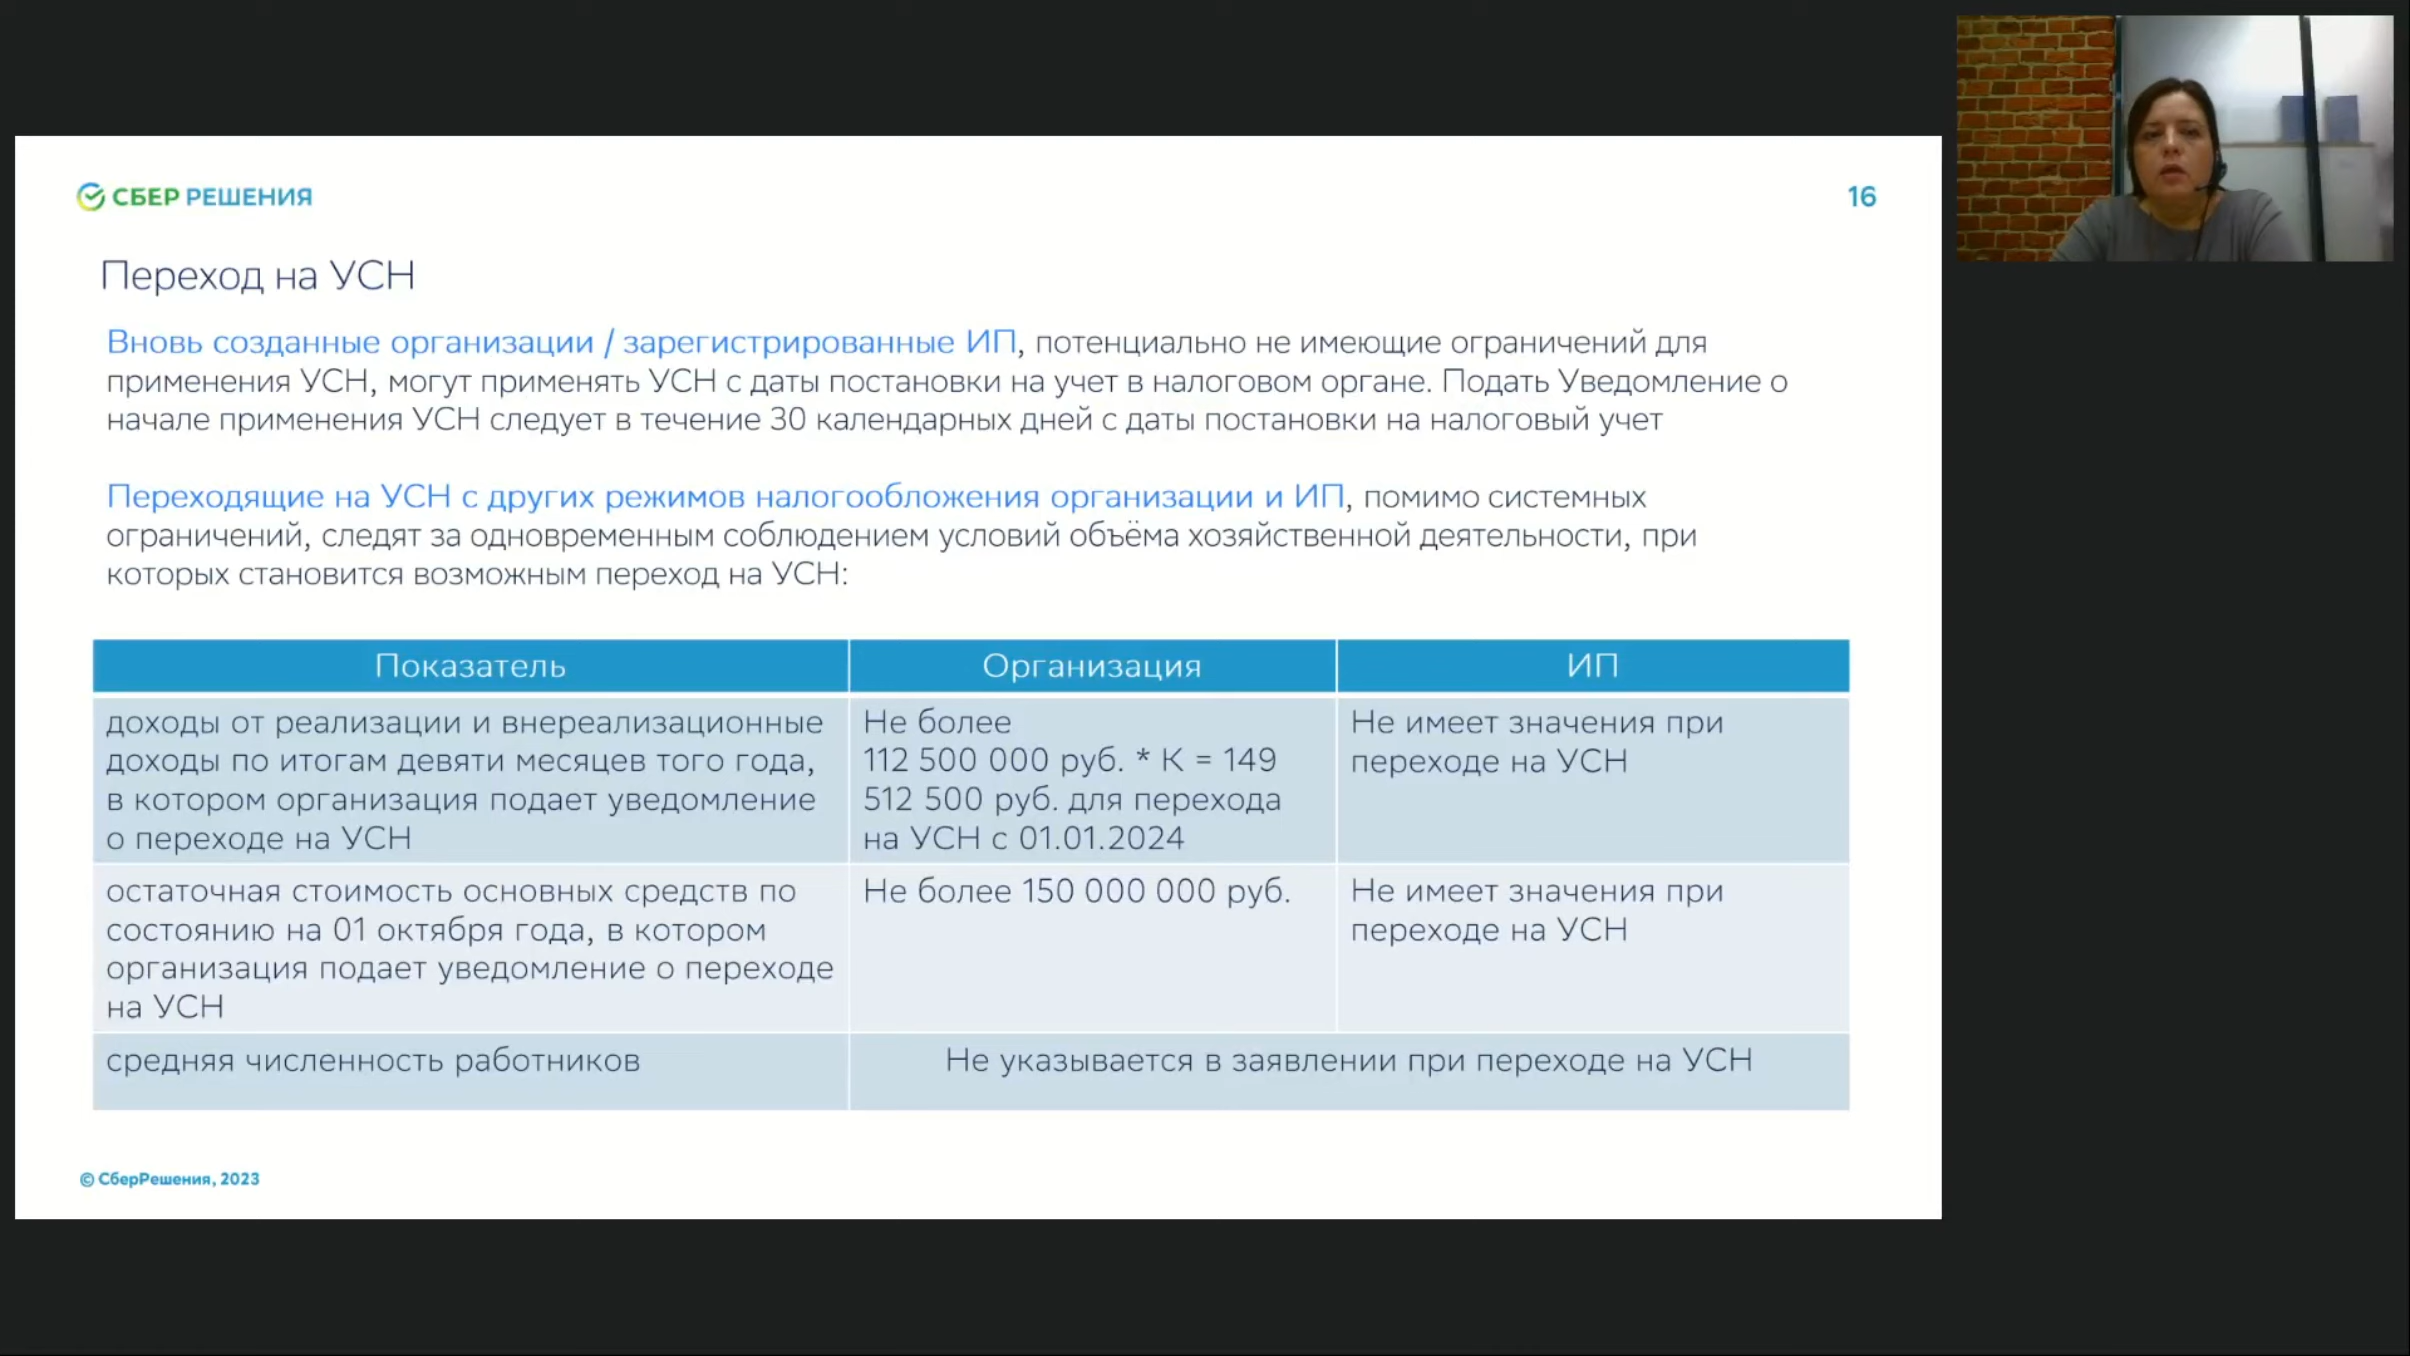 СБЕР РЕШЕНИЯ
16
Переход на УСН
Вновь созданные организации / зарегистрированные ИП, потенциально не имеющие ограничений для
применения УСН, могут применять УСН с даты постановки на учет в налоговом органе. Подать Уведомление о
начале применения УСН следует в течение 30 календарных дней с даты постановки на налоговый учет
Переходящие на УСН с других режимов налогообложения организации и ИП, помимо системных
ограничений, следят за одновременным соблюдением условий объёма хозяйственной деятельности, при
которых становится возможным переход на УСН:
Показатель
Организация
ИП
доходы от реализации и внереализационные
доходы по итогам девяти месяцев того года,
в котором организация подает уведомление
о переходе на УСН
Не более
112 500 000 руб. * К = 149
512 500 руб. для перехода
на УСН с 01.01.2024
Не имеет значения при
переходе на УСН
остаточная стоимость основных средств по
состоянию на 01 октября года, в котором
организация подает уведомление о переходе
на УСН
Не более 150 000 000 руб.
Не имеет значения при
переходе на УСН
средняя численность работников
Не указывается в заявлении при переходе на УСН
© СберРешения, 2023